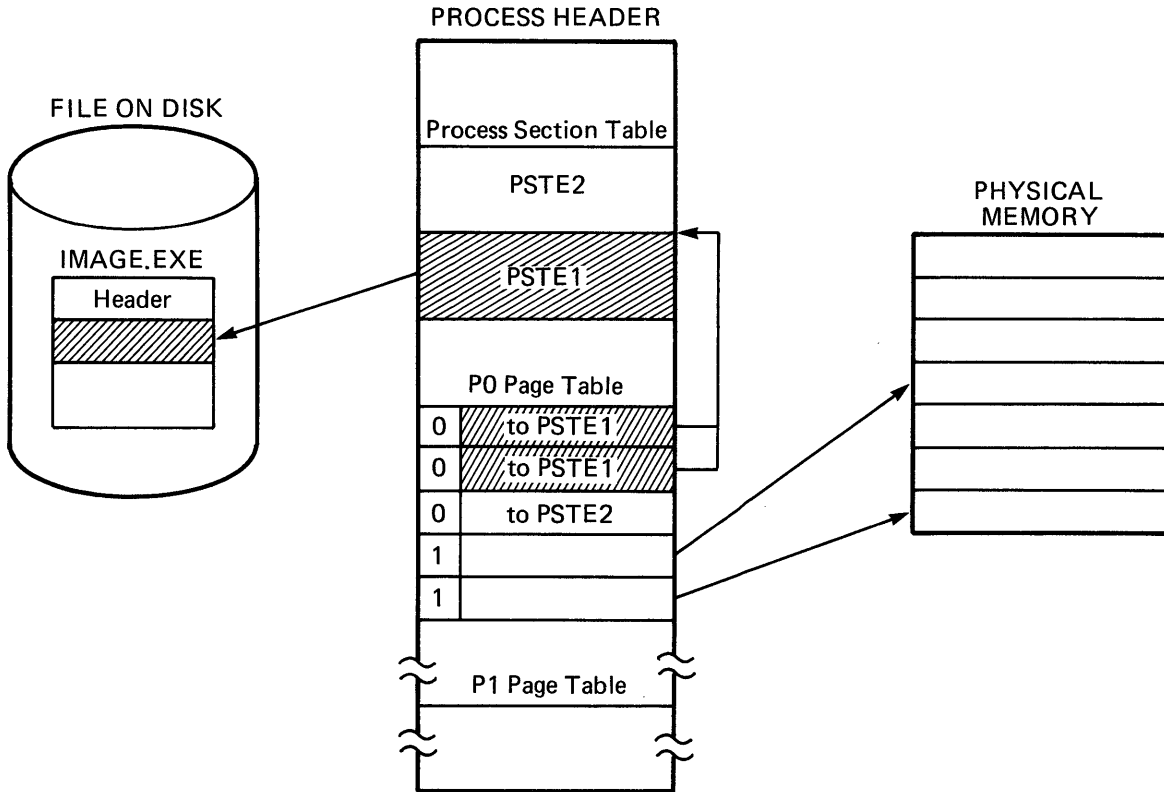 PROCESS HEADER
FILE ON DISK
IMAGE.EXE
Header
Process Section Table
PSTE2
PSTE1
P0 Page Table
0 to PSTE1
0 to PSTE1
0 to PSTE2
1
1
P1 Page Table
PHYSICAL
MEMORY